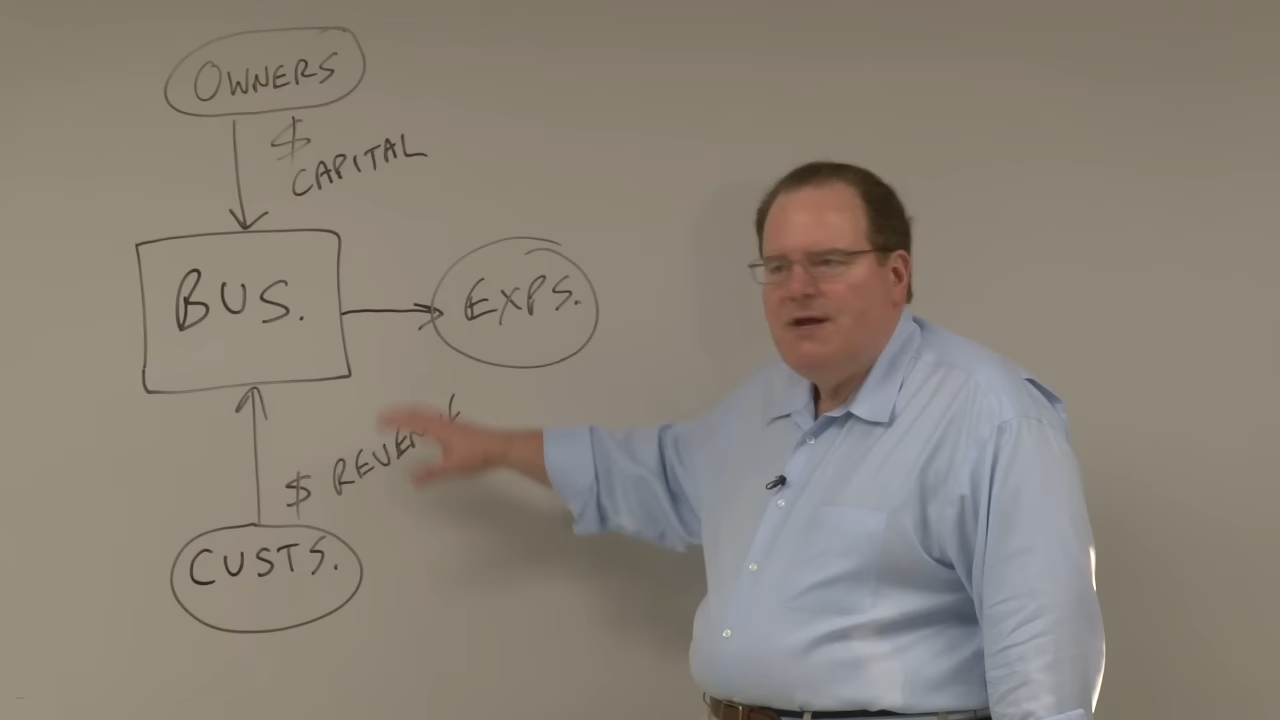 OWNERS
$
CAPITAL
BUS.
EXPS.
$
CUSTS.